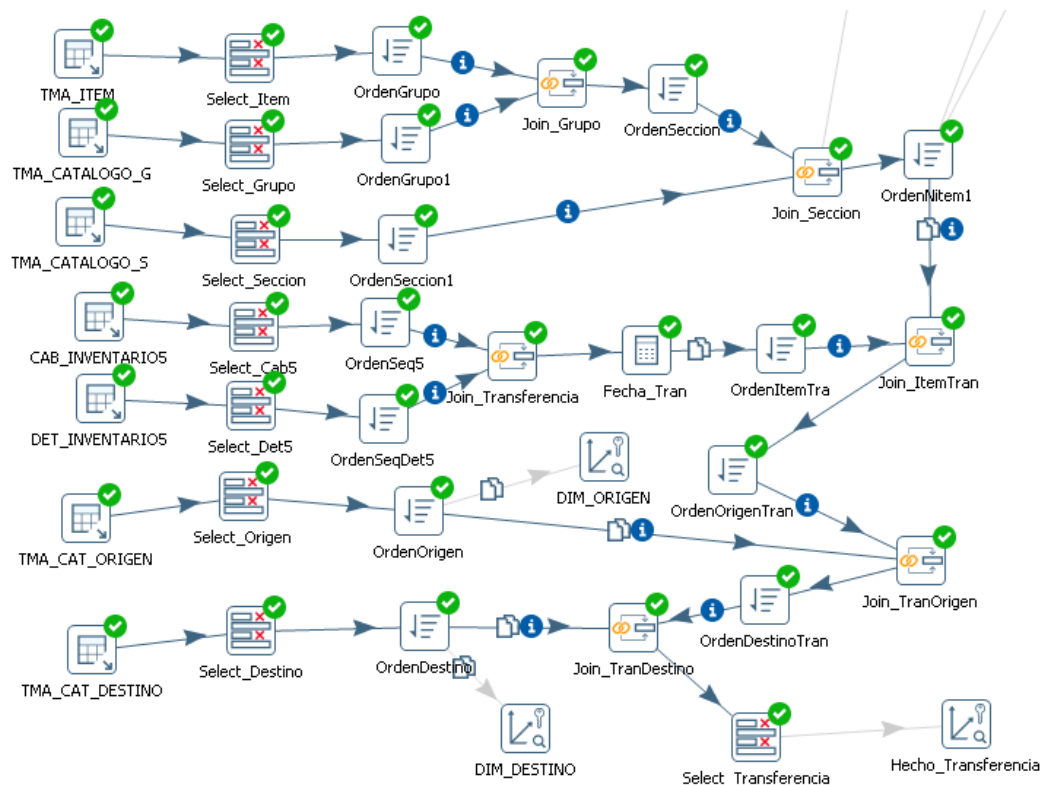 TMA_ITEM
Select_Item
OrdenGrupo
Join_Grupo
OrdenSeccion
TMA_CATALOGO_G
Select_Grupo
OrdenGrupo1
Join_Seccion
OrdenNitem1
TMA_CATALOGO_S
Select_Seccion
OrdenSeccion1
CAB_INVENTARIO5
Select_Cab5
OrdenSeq5
Join_Transferencia
Fecha_Tran
OrdenItemTra
Join_ItemTran
DET_INVENTARIO5
Select_Det5
OrdenSeqDet5
DIM_ORIGEN
OrdenOrigenTran
TMA_CAT_ORIGEN
Select_Origen
OrdenOrigen
Join_TranOrigen
TMA_CAT_DESTINO
Select_Destino
OrdenDestino
Join_TranDestino
OrdenDestinoTran
DIM_DESTINO
Select_Transferencia
Hecho_Transferencia